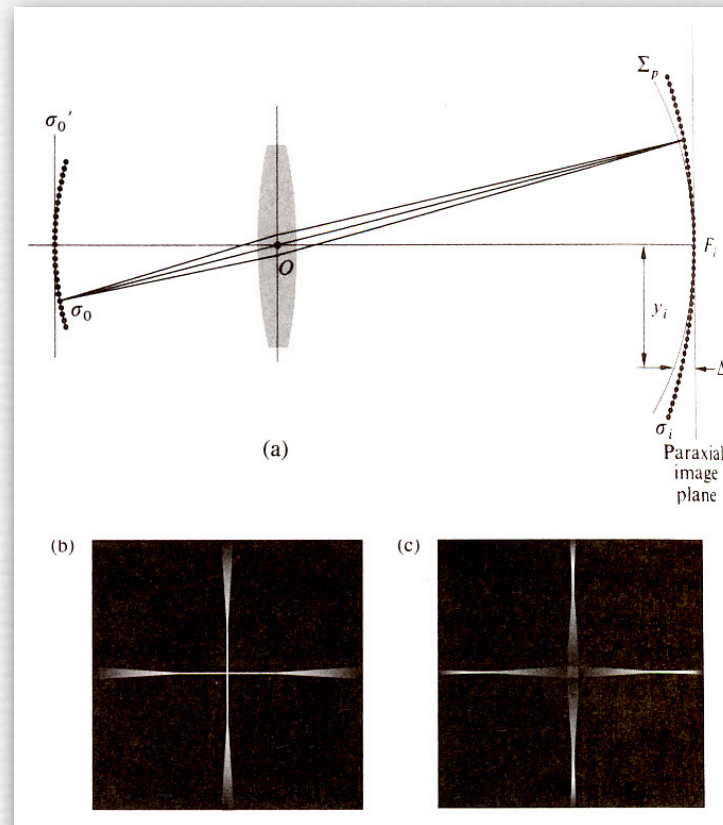 Σp
σ0′
Fi
O
σ0
yi
Δ
σi
(a)
Paraxial
image
plane
(b)
(c)